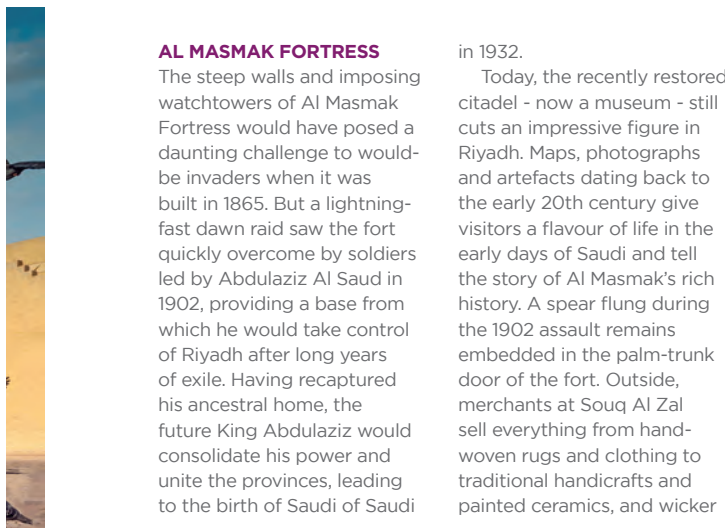 AL MASMAK FORTRESS
The steep walls and imposing
watchtowers of Al Masmak
Fortress would have posed a
daunting challenge to would-
be invaders when it was
built in 1865. But a lightning-
fast dawn raid saw the fort
quickly overcome by soldiers
led by Abdulaziz Al Saud in
1902, providing a base from
which he would take control
of Riyadh after long years
of exile. Having recaptured
his ancestral home, the
future King Abdulaziz would
consolidate his power and
unite the provinces, leading
to the birth of Saudi of Saudi
in 1932.
Today, the recently restored
citadel - now a museum - still
cuts an impressive figure in
Riyadh. Maps, photographs
and artefacts dating back to
the early 20th century give
visitors a flavour of life in the
early days of Saudi and tell
the story of Al Masmak's rich
history. A spear flung during
the 1902 assault remains
embedded in the palm-trunk
door of the fort. Outside,
merchants at Souq Al Zal
sell everything from hand-
woven rugs and clothing to
traditional handicrafts and
painted ceramics, and wicker